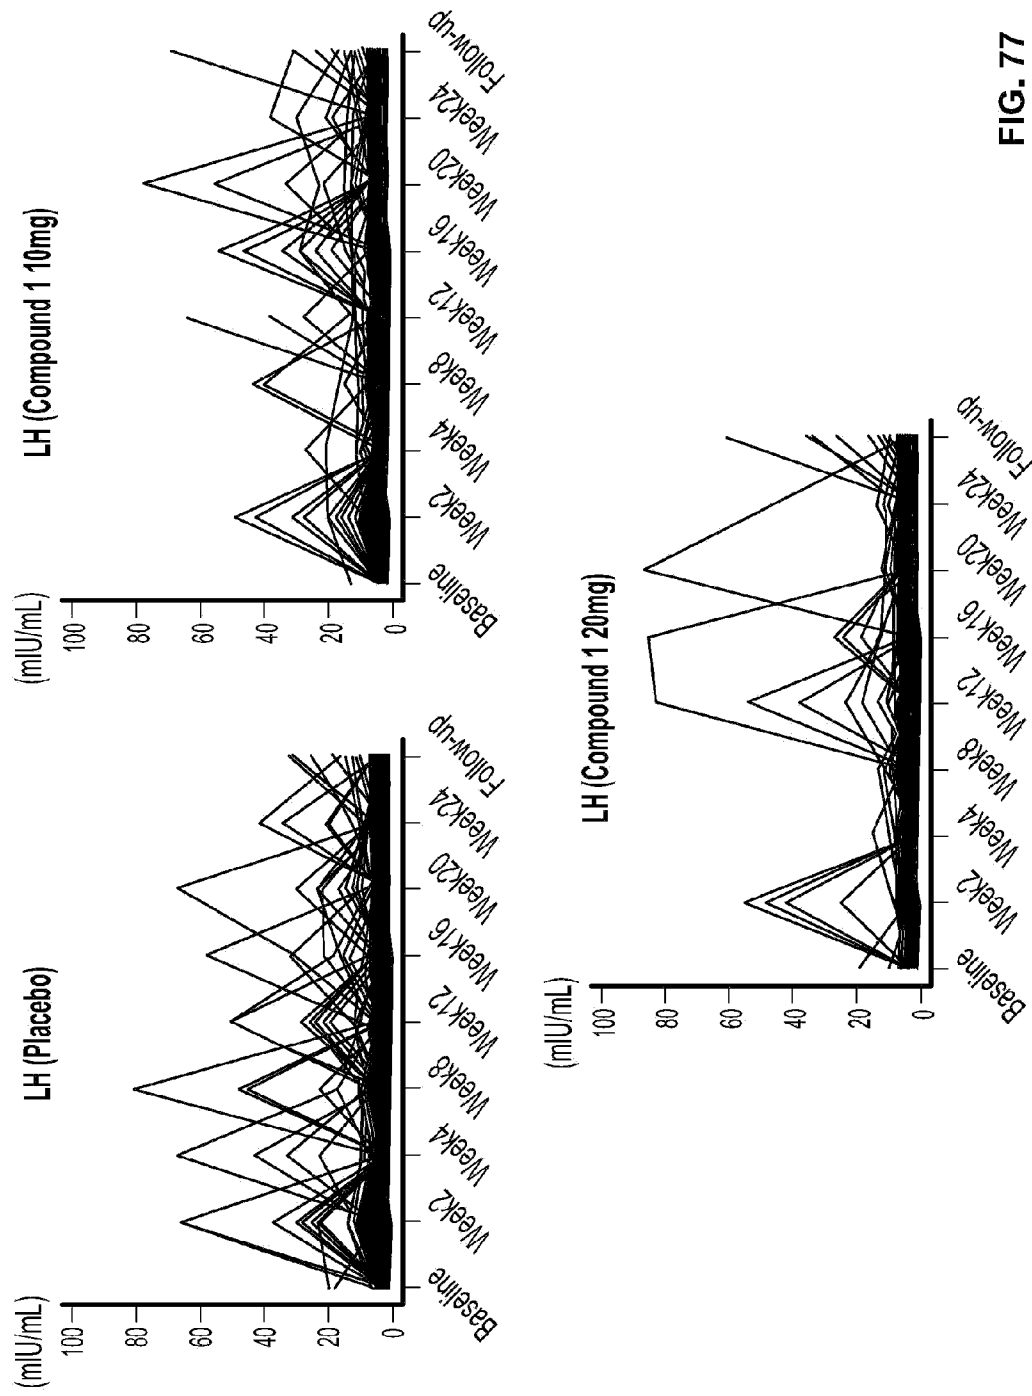 LH (Placebo)
(mIU/mL)
100
80
60
40
20
0
Baseline
Week2
Week4
Week8
Week12
Week16
Week20
Week24
Follow-up
LH (Compound 1 10mg)
(mIU/mL)
100
80
60
40
20
0
Baseline
Week2
Week4
Week8
Week12
Week16
Week20
Week24
Follow-up
LH (Compound 1 20mg)
(mIU/mL)
100
80
60
40
20
0
Baseline
Week2
Week4
Week8
Week12
Week16
Week20
Week24
Follow-up
FIG. 77